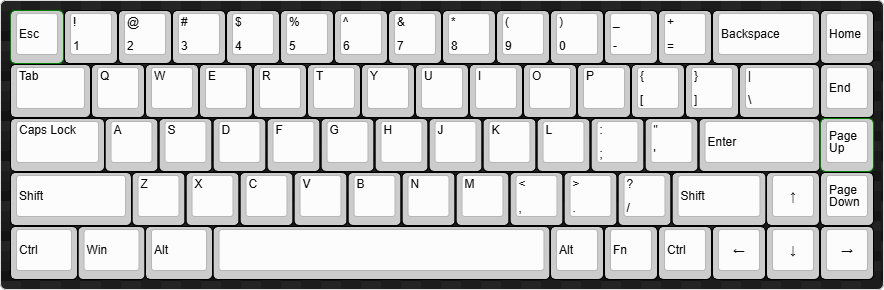 Esc ! @ # $ % ^ & * ( ) _ + Backspace Home
1 2 3 4 5 6 7 8 9 0 - =
Tab Q W E R T Y U I O P { } | End
[ ] \
Caps Lock A S D F G H J K L : " Enter Page
; ' Up
Shift Z X C V B N M < > ? Shift ↑ Page
, . / Down
Ctrl Win Alt Alt Fn Ctrl ← ↓ →